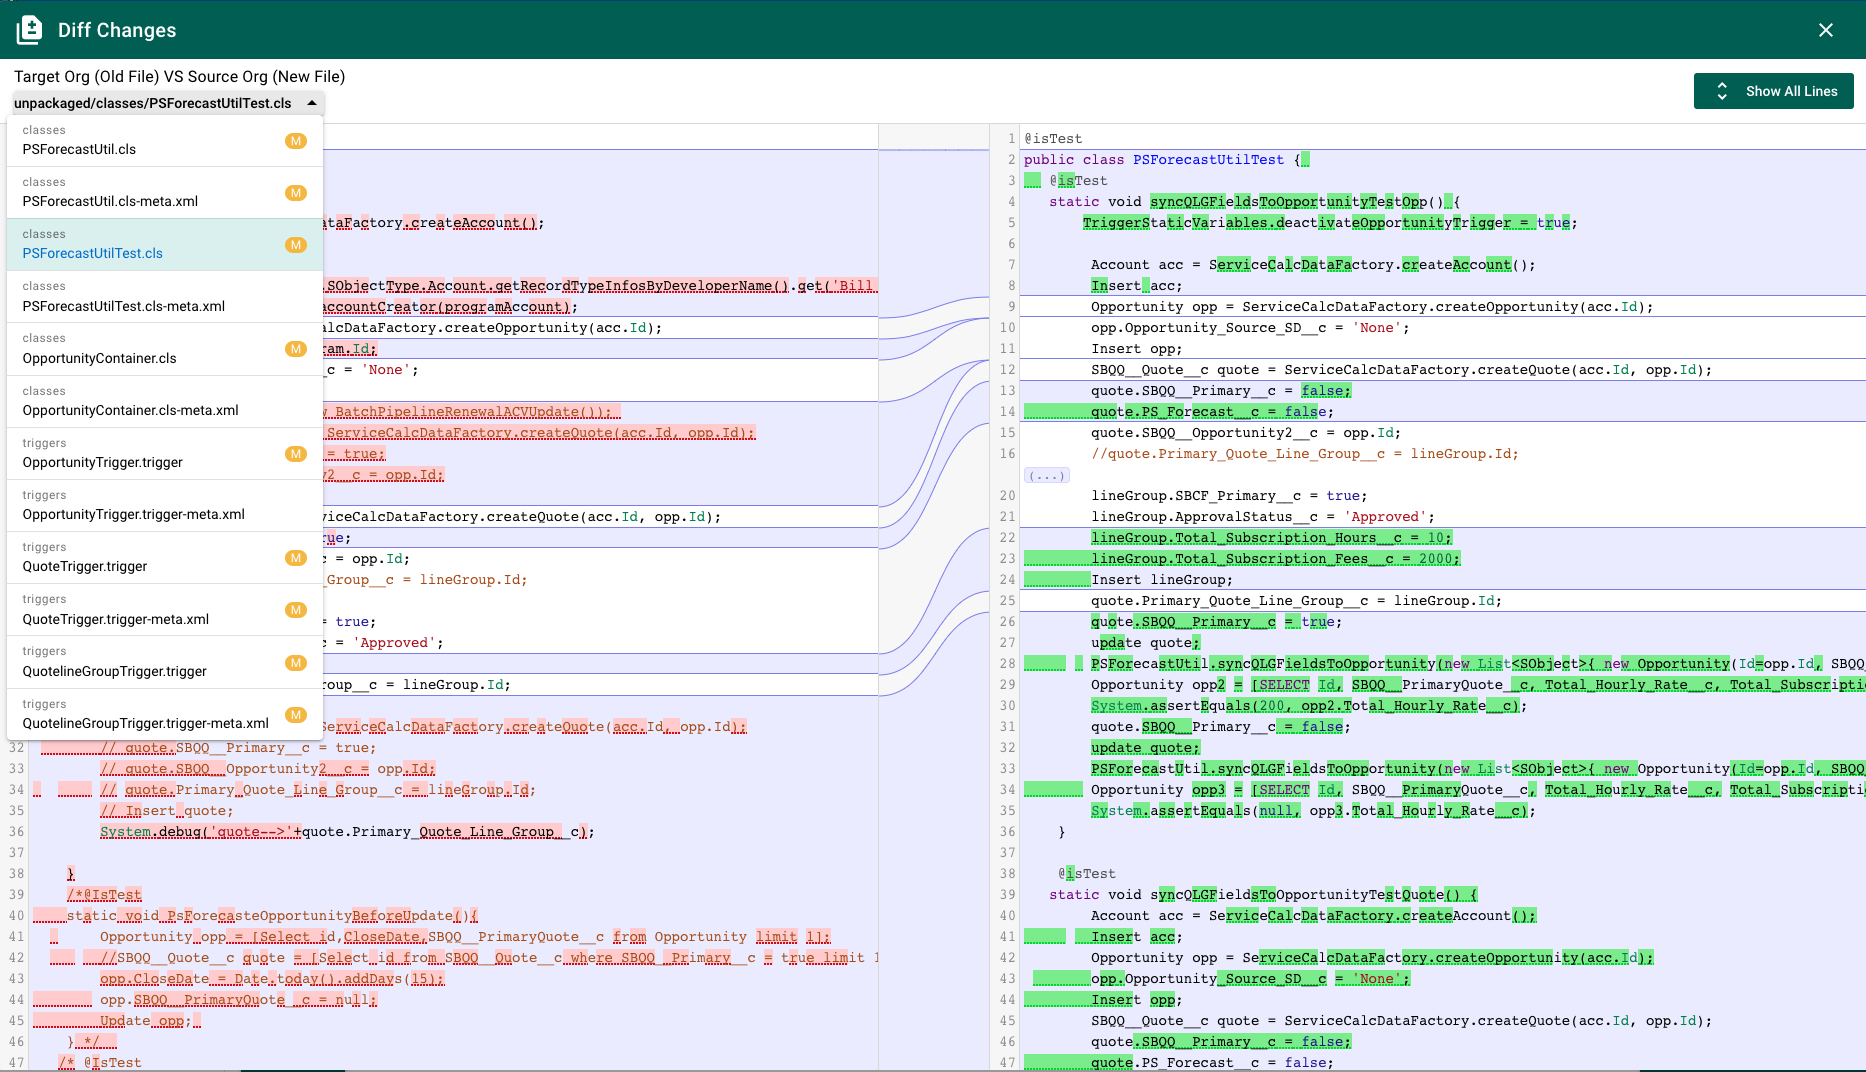 Diff Changes
Target Org (Old File) VS Source Org (New File)
unpackaged/classes/PSForecastUtilTest.cls
Show All Lines
classes
PSForecastUtil.cls
M
classes
PSForecastUtil.cls-meta.xml
M
classes
PSForecastUtilTest.cls
M
classes
PSForecastUtilTest.cls-meta.xml
classes
OpportunityContainer.cls
M
classes
OpportunityContainer.cls-meta.xml
triggers
OpportunityTrigger.trigger
M
triggers
OpportunityTrigger.trigger-meta.xml
triggers
QuoteTrigger.trigger
M
triggers
QuoteTrigger.trigger-meta.xml
M
triggers
QuotelineGroupTrigger.trigger
M
triggers
QuotelineGroupTrigger.trigger-meta.xml
M
ataFactory.createAccount();
.SObjectType.Account.getRecordTypeInfosByDeveloperName().get('Bill
accountCreator(programAccount);
alcDataFactory.createOpportunity(acc.Id);
ram.Id;
_c = 'None';
BatchPipelineRenewalACVUpdate());
ServiceCalcDataFactory.createQuote(acc.Id, opp.Id);
= true;
y2__c = opp.Id;
viceCalcDataFactory.createQuote(acc.Id, opp.Id);
rue;
c = opp.Id;
_Group__c = lineGroup.Id;
= true;
c = 'Approved';
roup__c = lineGroup.Id;
ServiceCalcDataFactory.createQuote(acc.Id, opp.Id);
32 // quote.SBQQ__Primary__c = true;
33 // quote.SBQQ__Opportunity2__c = opp.Id;
34 // quote.Primary_Quote_Line_Group__c = lineGroup.Id;
35 // Insert quote;
36 System.debug('quote-->'+quote.Primary_Quote_Line_Group__c);
37
38 }
39 /*@IsTest
40 static void PsForecasteOpportunityBeforeUpdate(){
41 Opportunity opp = [Select id,CloseDate,SBQQ__PrimaryQuote__c from Opportunity limit 1];
42 //SBQQ__Quote__c quote = [Select id from SBQQ__Quote__c where SBQQ__Primary__c = true limit 1
43 opp.CloseDate = Date.today().addDays(15);
44 opp.SBQQ__PrimaryQuote__c = null;
45 Update opp;
46 } */
47 /* @IsTest
1 @isTest
2 public class PSForecastUtilTest {
3 @isTest
4 static void syncQLGFieldsToOpportunityTestOpp() {
5 TriggerStaticVariables.deactivateOpportunityTrigger = true;
6
7 Account acc = ServiceCalcDataFactory.createAccount();
8 Insert acc;
9 Opportunity opp = ServiceCalcDataFactory.createOpportunity(acc.Id);
10 opp.Opportunity_Source_SD__c = 'None';
11 Insert opp;
12 SBQQ__Quote__c quote = ServiceCalcDataFactory.createQuote(acc.Id, opp.Id);
13 quote.SBQQ__Primary__c = false;
14 quote.PS_Forecast__c = false;
15 quote.SBQQ__Opportunity2__c = opp.Id;
16 //quote.Primary_Quote_Line_Group__c = lineGroup.Id;
(...)
20 lineGroup.SBCF_Primary__c = true;
21 lineGroup.ApprovalStatus__c = 'Approved';
22 lineGroup.Total_Subscription_Hours__c = 10;
23 lineGroup.Total_Subscription_Fees__c = 2000;
24 Insert lineGroup;
25 quote.Primary_Quote_Line_Group__c = lineGroup.Id;
26 quote.SBQQ__Primary__c = true;
27 update quote;
28 PSForecastUtil.syncQLGFieldsToOpportunity(new List<SObject>{ new Opportunity(Id=opp.Id, SBQQ
29 Opportunity opp2 = [SELECT Id, SBQQ__PrimaryQuote__c, Total_Hourly_Rate__c, Total_Subscripti
30 System.assertEquals(200, opp2.Total_Hourly_Rate__c);
31 quote.SBQQ__Primary__c = false;
32 update quote;
33 PSForecastUtil.syncQLGFieldsToOpportunity(new List<SObject>{ new Opportunity(Id=opp.Id, SBQQ
34 Opportunity opp3 = [SELECT Id, SBQQ__PrimaryQuote__c, Total_Hourly_Rate__c, Total_Subscripti
35 System.assertEquals(null, opp3.Total_Hourly_Rate__c);
36 }
37
38 @isTest
39 static void syncQLGFieldsToOpportunityTestQuote() {
40 Account acc = ServiceCalcDataFactory.createAccount();
41 Insert acc;
42 Opportunity opp = ServiceCalcDataFactory.createOpportunity(acc.Id);
43 opp.Opportunity_Source_SD__c = 'None';
44 Insert opp;
45 SBQQ__Quote__c quote = ServiceCalcDataFactory.createQuote(acc.Id, opp.Id);
46 quote.SBQQ__Primary__c = false;
47 quote.PS_Forecast__c = false;